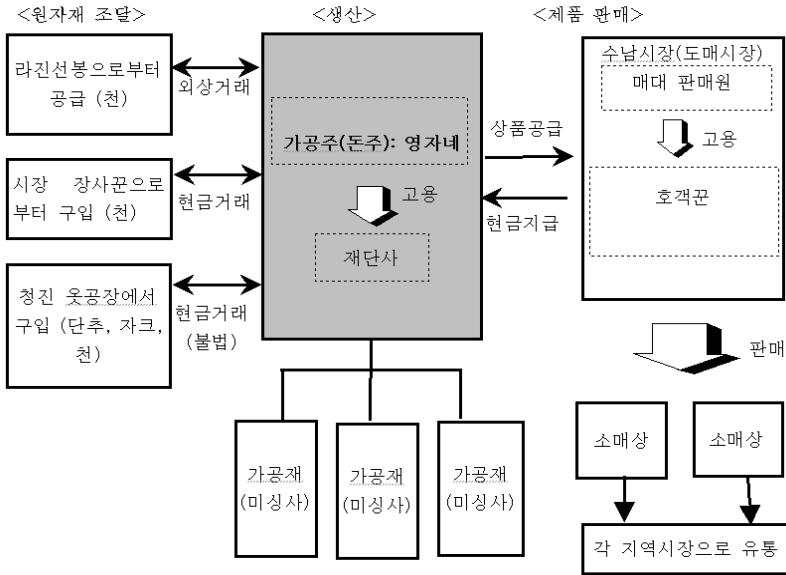 <원자재 조달>
라진선봉으로부터
공급 (천)
외상거래
시장 장사꾼으로
부터 구입 (천)
현금거래
청진 옷공장에서
구입 (단추, 자크,
천)
현금거래
(불법)
<생산>
가공주(돈주): 영자네
고용
재단사
가공재
(미싱사)
가공재
(미싱사)
가공재
(미싱사)
상품공급
현금지급
<제품 판매>
수남시장(도매시장)
매대 판매원
고용
호객꾼
판매
소매상
소매상
각 지역시장으로 유통